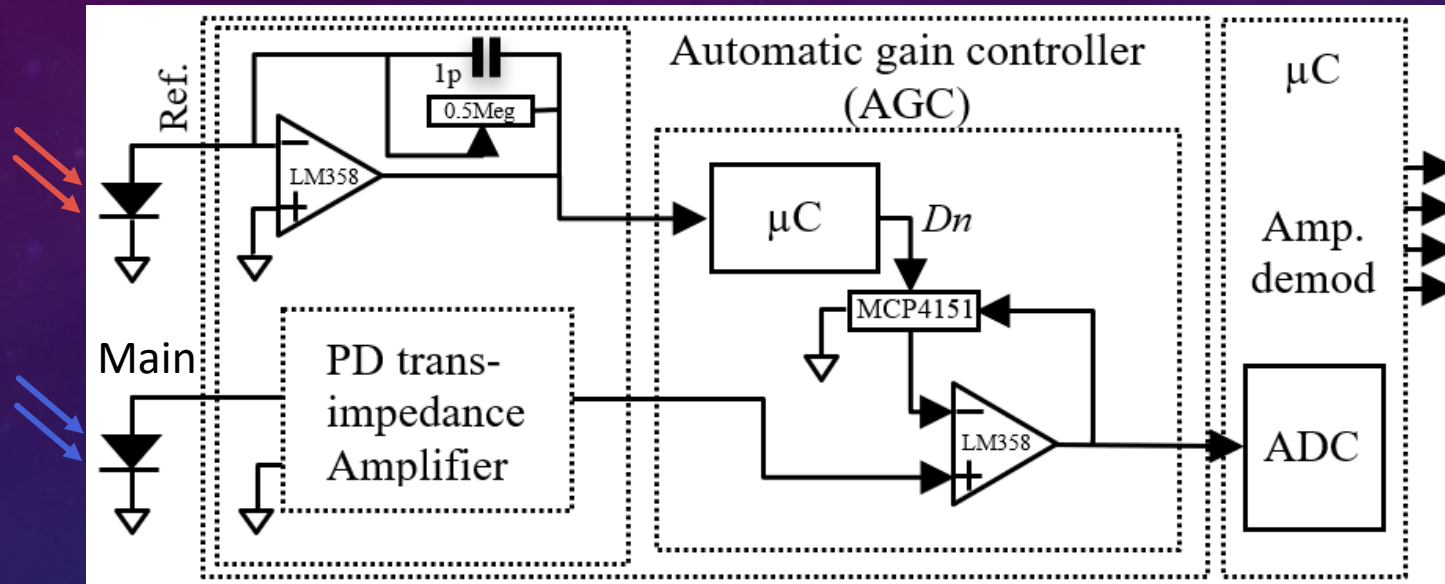 Ref.
1p
0.5Meg
LM358
Automatic gain controller
(AGC)
µC
Dn
MCP4151
LM358
Main
PD trans-
impedance
Amplifier
µC
Amp.
demod
ADC